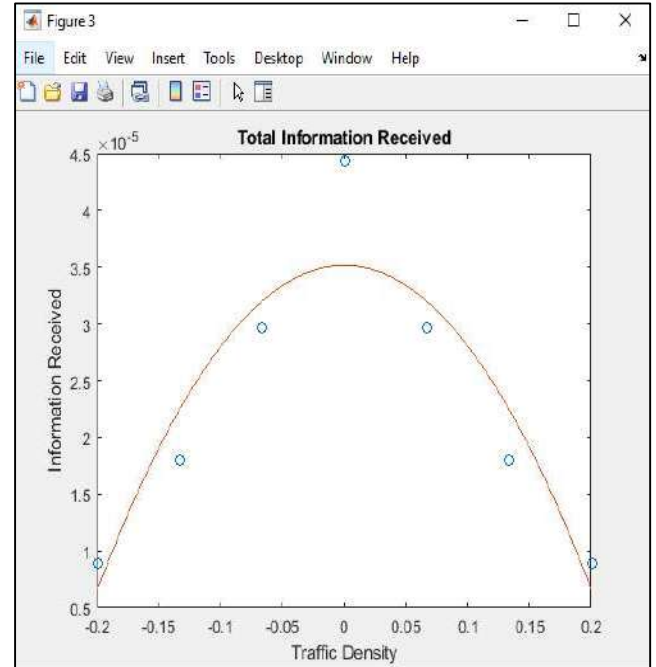 Figure 3
File Edit View Insert Tools Desktop Window Help
×10-5
Total Information Received
4.5
4
3.5
3
2.5
2
1.5
1
0.5
Information Received
-0.2 -0.15 -0.1 -0.05 0 0.05 0.1 0.15 0.2
Traffic Density